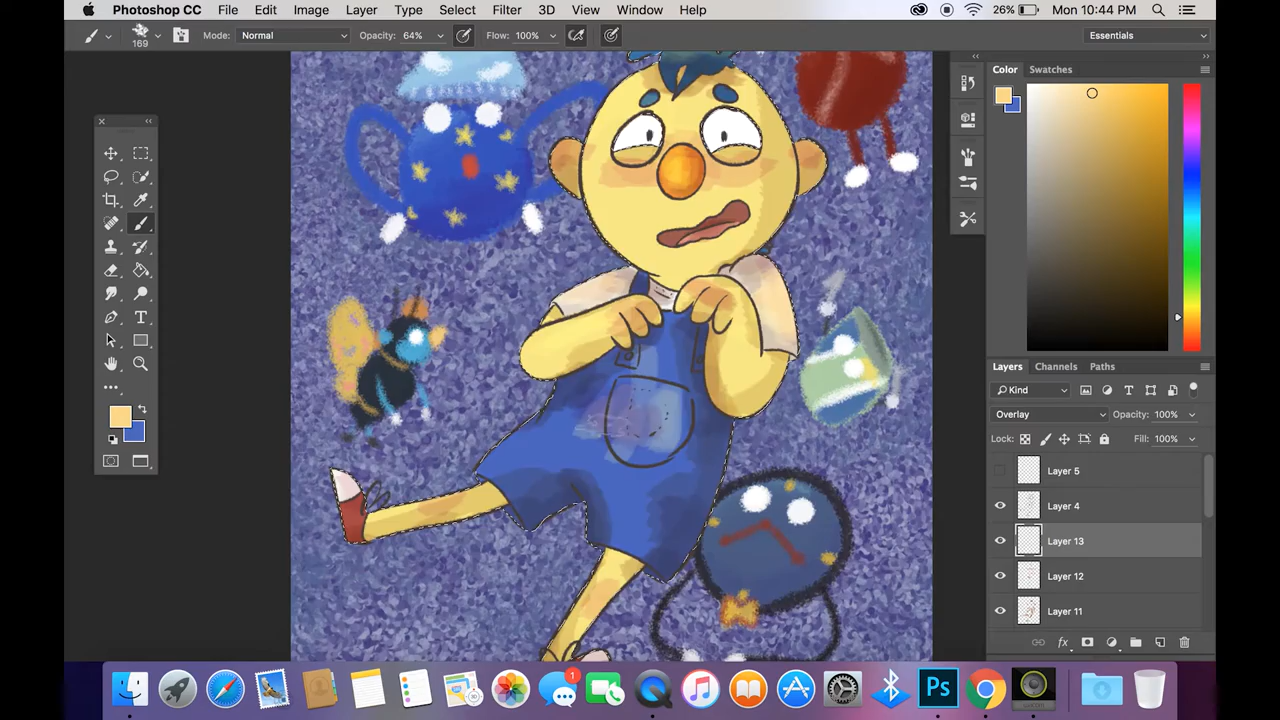 Photoshop CC File Edit Image Layer Type Select Filter 3D View Window Help 26% Mon 10:44 PM
169 Mode: Normal Opacity: 64% Flow: 100% Essentials
Color Swatches
Layers Channels Paths
Kind
Overlay Opacity: 100%
Lock: Fill: 100%
Layer 5
Layer 4
Layer 13
Layer 12
Layer 11
fx
1
Ps